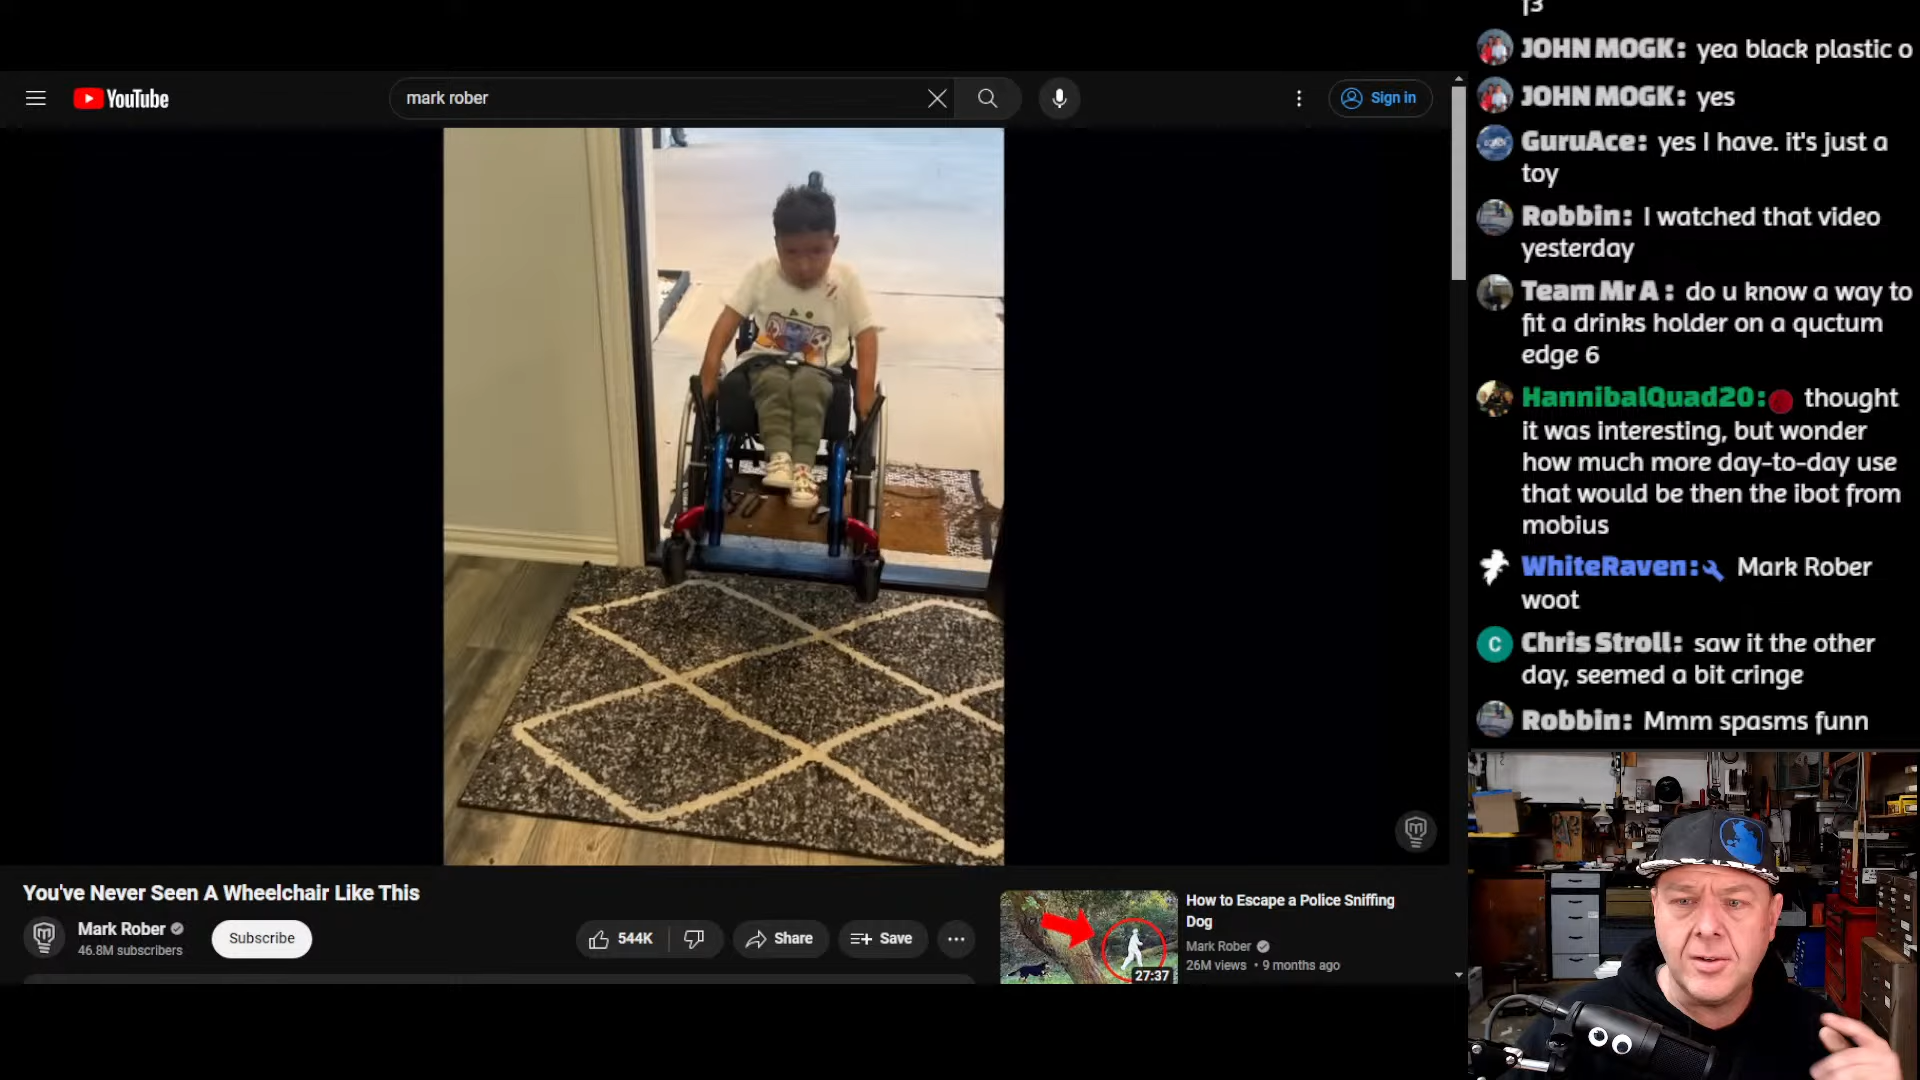 YouTube
mark rober
Sign in
You've Never Seen A Wheelchair Like This
Mark Rober
46.8M subscribers
Subscribe
544K
Share
Save
27:37
How to Escape a Police Sniffing
Dog
Mark Rober
26M views • 9 months ago
JOHN MOGK: yea black plastic o
JOHN MOGK: yes
GuruAce: yes I have. it's just a
toy
Robbin: I watched that video
yesterday
Team Mr A : do u know a way to
fit a drinks holder on a quctum
edge 6
HannibalQuad20: thought
it was interesting, but wonder
how much more day-to-day use
that would be then the ibot from
mobius
WhiteRaven: Mark Rober
woot
C
Chris Stroll: saw it the other
day, seemed a bit cringe
Robbin: Mmm spasms funn